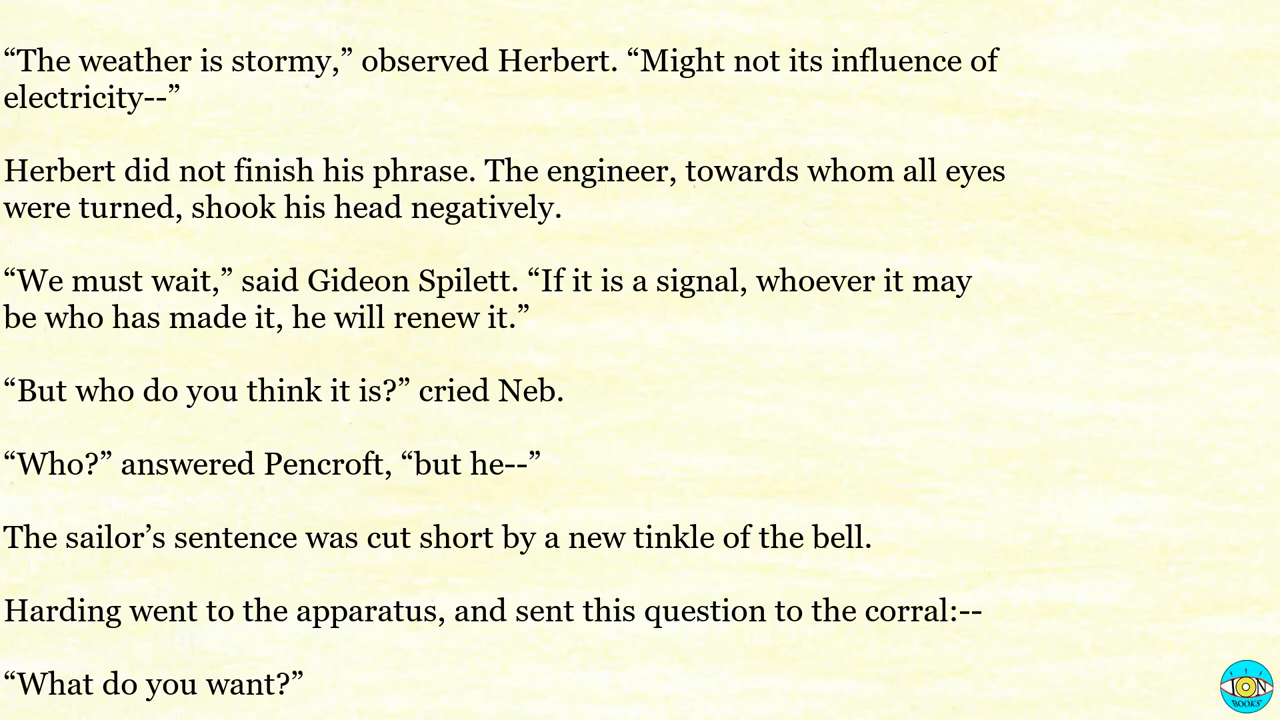 “The weather is stormy,” observed Herbert. “Might not its influence of
electricity--”
Herbert did not finish his phrase. The engineer, towards whom all eyes
were turned, shook his head negatively.
“We must wait,” said Gideon Spilett. “If it is a signal, whoever it may
be who has made it, he will renew it.”
“But who do you think it is?” cried Neb.
“Who?” answered Pencroft, “but he--”
The sailor’s sentence was cut short by a new tinkle of the bell.
Harding went to the apparatus, and sent this question to the corral:--
“What do you want?”
ION
BOOKS